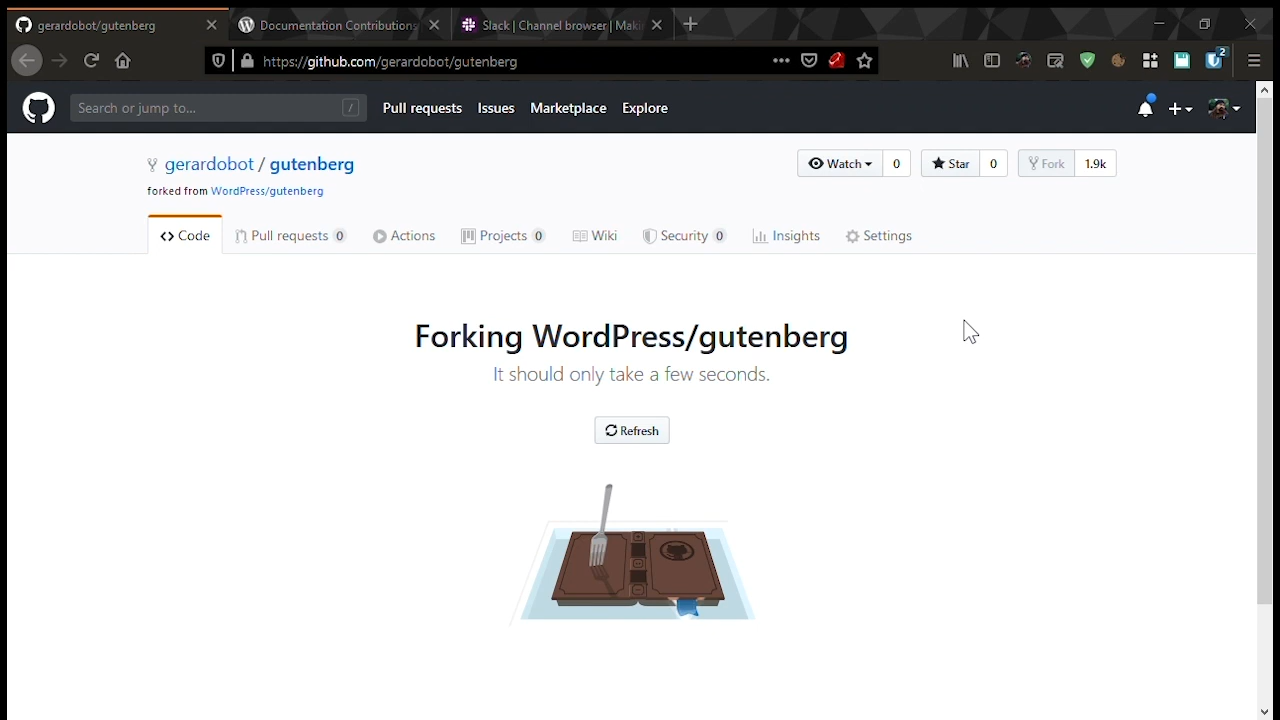 gerardobot/gutenberg
Documentation Contributions
Slack | Channel browser | Maki
https://github.com/gerardobot/gutenberg
2
Search or jump to...
/
Pull requests
Issues
Marketplace
Explore
gerardobot / gutenberg
Watch
0
Star
0
Fork
1.9k
forked from WordPress/gutenberg
Code
Pull requests 0
Actions
Projects 0
Wiki
Security 0
Insights
Settings
Forking WordPress/gutenberg
It should only take a few seconds.
Refresh